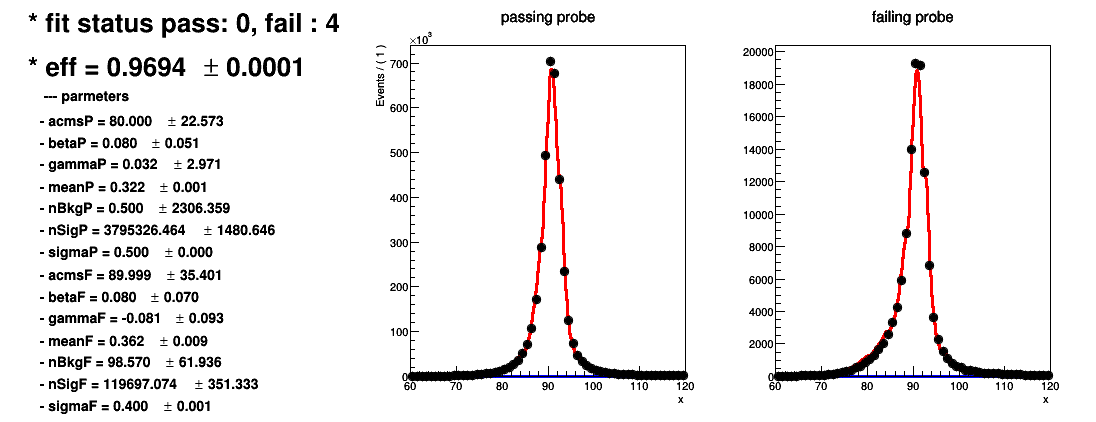 * fit status pass: 0, fail : 4
* eff = 0.9694 ± 0.0001
--- parmeters
- acmsP = 80.000 ± 22.573
- betaP = 0.080 ± 0.051
- gammaP = 0.032 ± 2.971
- meanP = 0.322 ± 0.001
- nBkgP = 0.500 ± 2306.359
- nSigP = 3795326.464 ± 1480.646
- sigmaP = 0.500 ± 0.000
- acmsF = 89.999 ± 35.401
- betaF = 0.080 ± 0.070
- gammaF = -0.081 ± 0.093
- meanF = 0.362 ± 0.009
- nBkgF = 98.570 ± 61.936
- nSigF = 119697.074 ± 351.333
- sigmaF = 0.400 ± 0.001
passing probe
×10³
Events / ( 1 )
700
600
500
400
300
200
100
0
60 70 80 90 100 110 120
x
failing probe
20000
18000
16000
14000
12000
10000
8000
6000
4000
2000
0
60 70 80 90 100 110 120
x